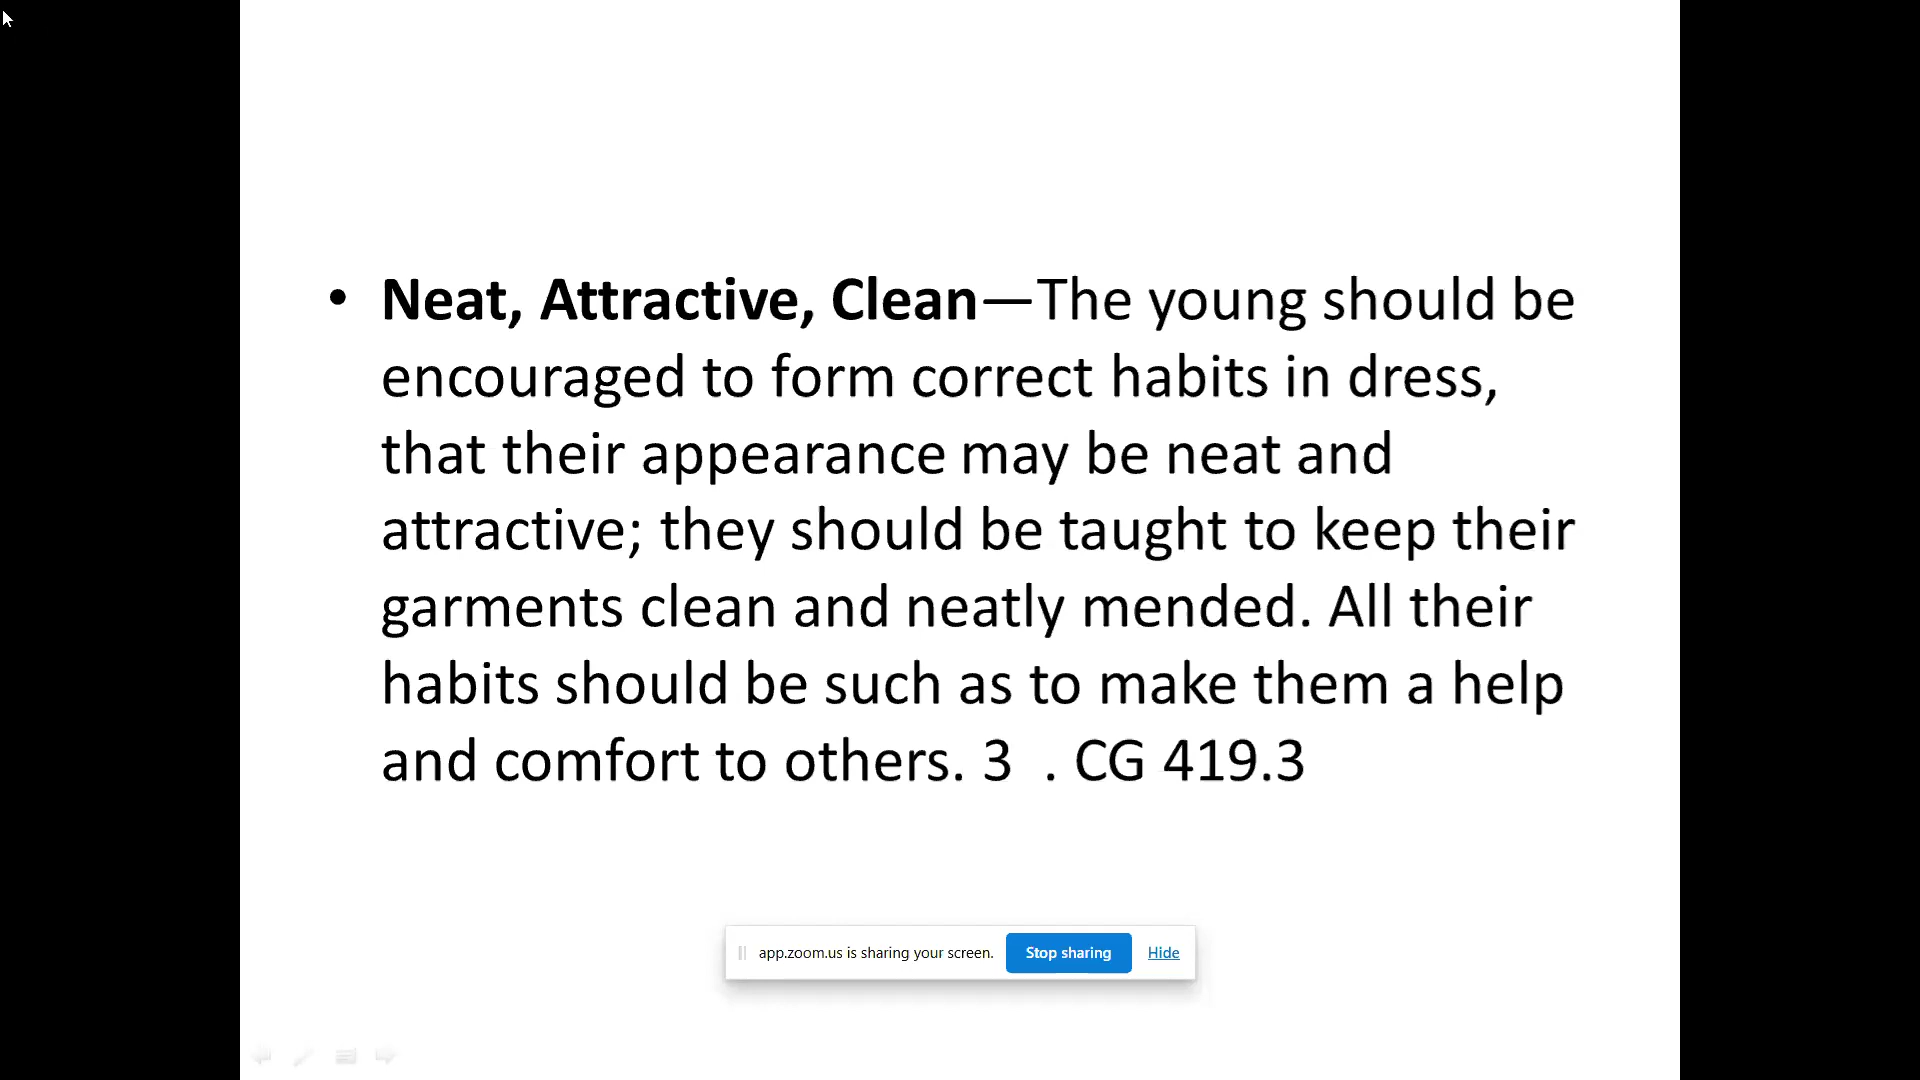 • Neat, Attractive, Clean—The young should be
encouraged to form correct habits in dress,
that their appearance may be neat and
attractive; they should be taught to keep their
garments clean and neatly mended. All their
habits should be such as to make them a help
and comfort to others. 3  . CG 419.3
app.zoom.us is sharing your screen. Stop sharing Hide